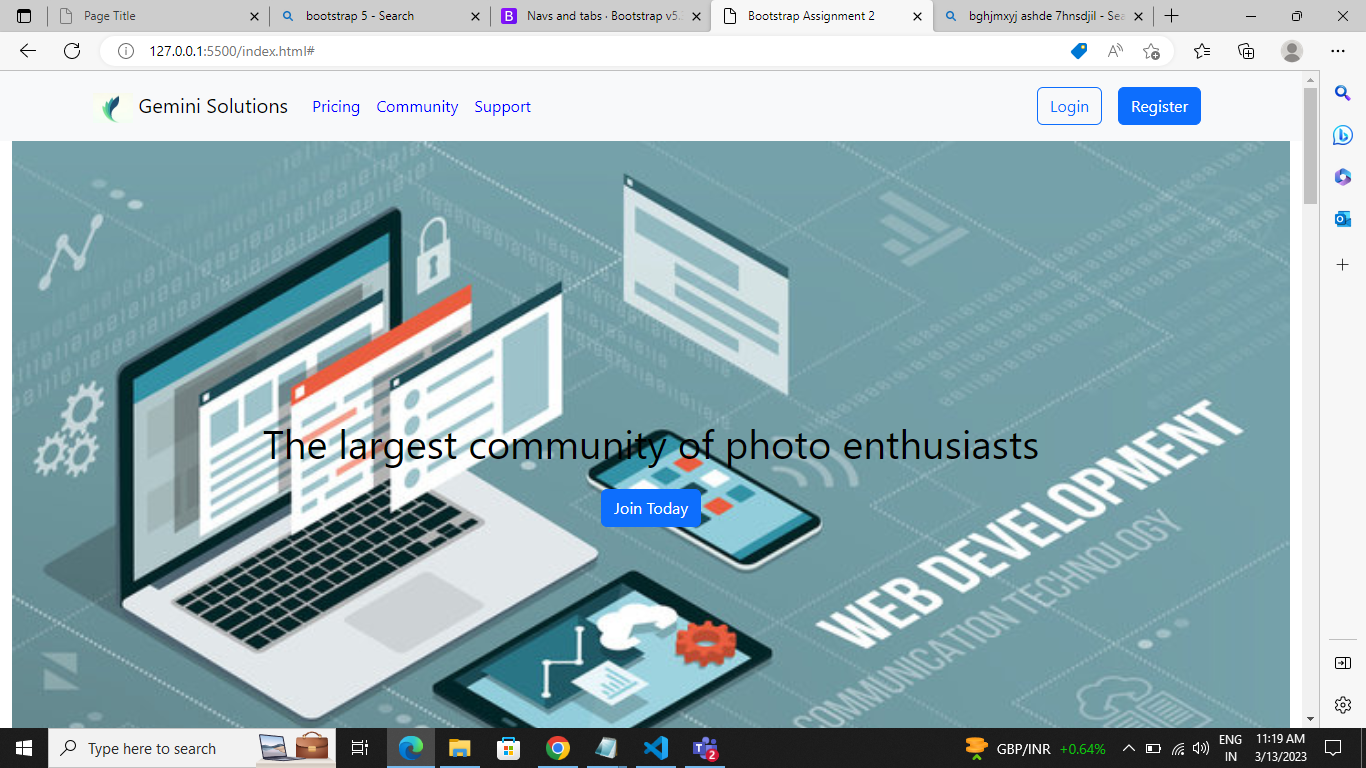 Page Title
bootstrap 5 - Search
Navs and tabs · Bootstrap v5.
Bootstrap Assignment 2
bghjmxyj ashde 7hnsdjil - Sea
127.0.0.1:5500/index.html#
Gemini Solutions
Pricing
Community
Support
Login
Register
The largest community of photo enthusiasts
Join Today
WEB DEVELOPMENT
COMMUNICATION TECHNOLOGY
Type here to search
GBP/INR +0.64%
2
ENG
IN
11:19 AM
3/13/2023